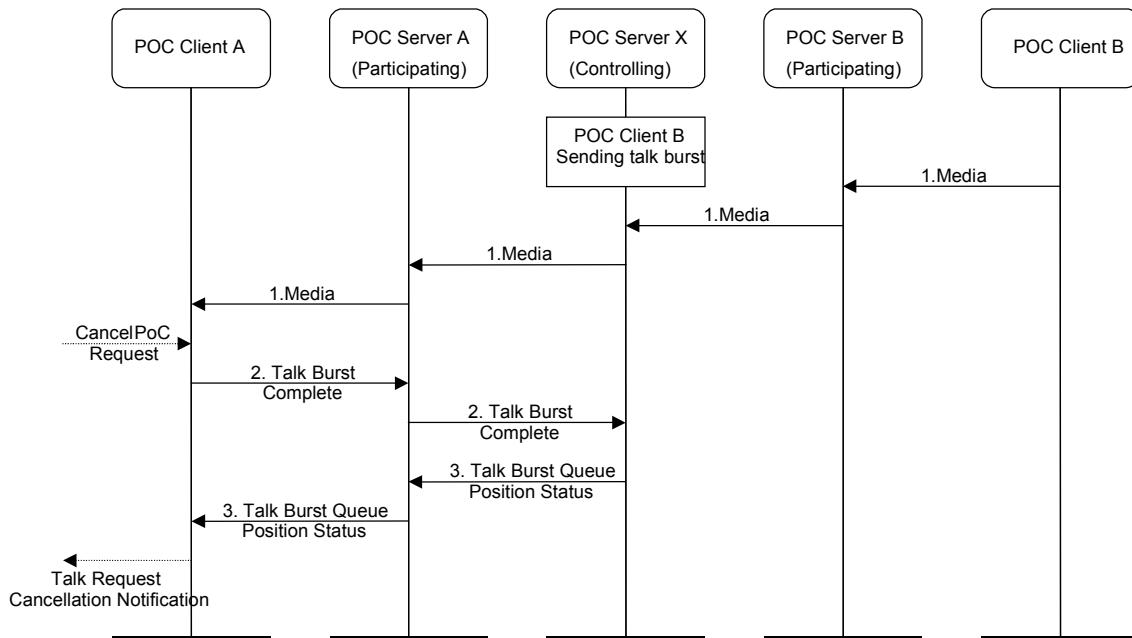 POC Client A
POC Server A
(Participating)
POC Server X
(Controlling)
POC Server B
(Participating)
POC Client B
POC Client B
Sending talk burst
1.Media
1.Media
1.Media
1.Media
CancelPoC
Request
2. Talk Burst
Complete
2. Talk Burst
Complete
3. Talk Burst Queue
Position Status
3. Talk Burst Queue
Position Status
Talk Request
Cancellation Notification